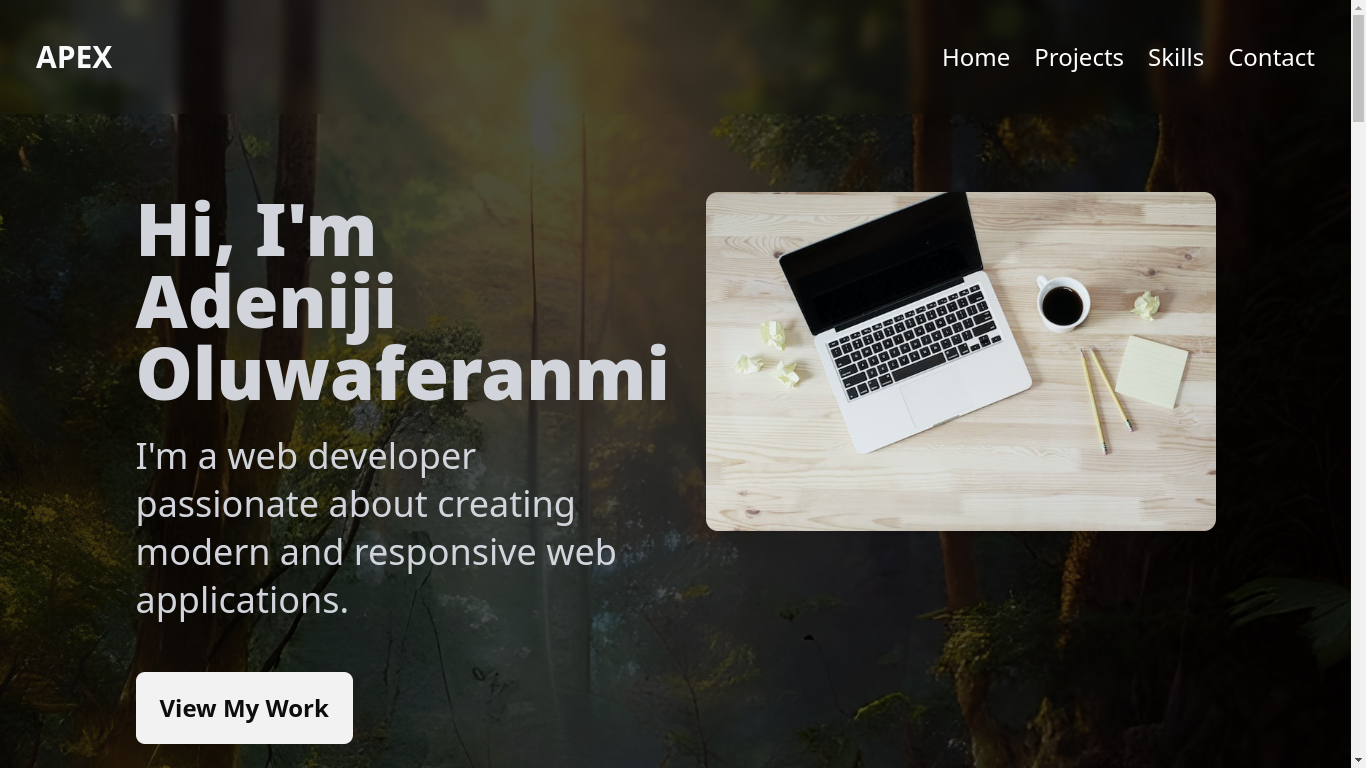 APEX
Home Projects Skills Contact
Hi, I'm
Adeniji
Oluwaferanmi
I'm a web developer
passionate about creating
modern and responsive web
applications.
View My Work